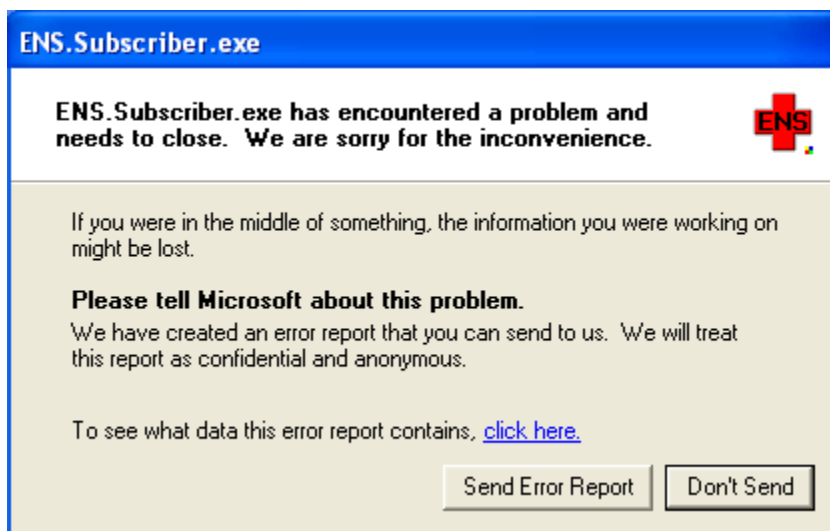 ENS.Subscriber.exe
ENS.Subscriber.exe has encountered a problem and
needs to close. We are sorry for the inconvenience.
ENS
If you were in the middle of something, the information you were working on
might be lost.
Please tell Microsoft about this problem.
We have created an error report that you can send to us. We will treat
this report as confidential and anonymous.
To see what data this error report contains, click here.
Send Error Report
Don't Send